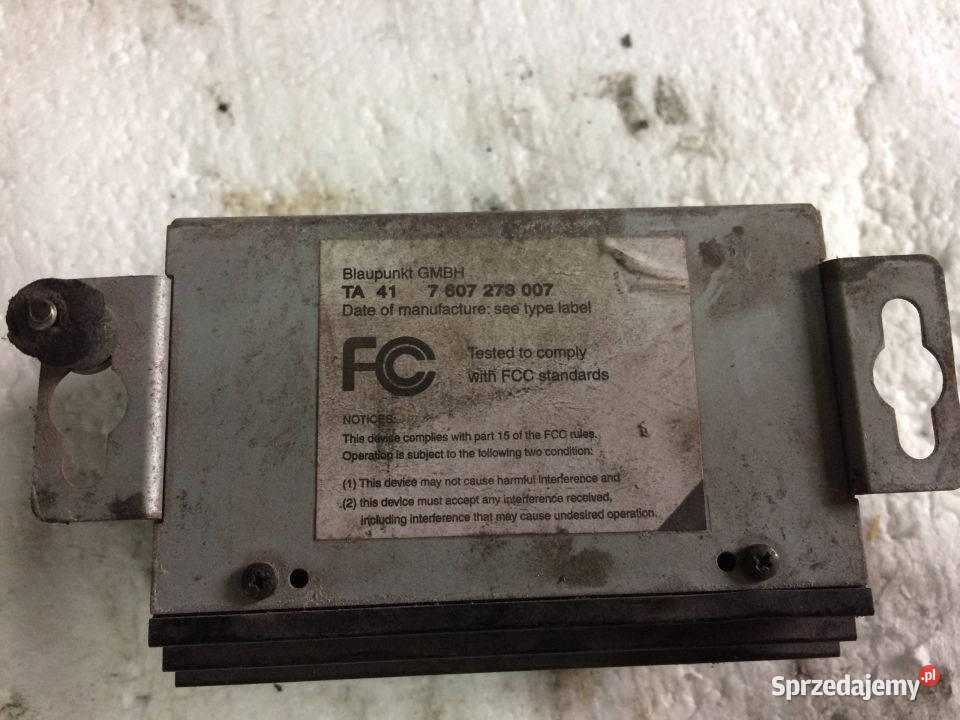 Blaupunkt GMBH
TA 41 7 607 273 007
Date of manufacture: see type label
FC
Tested to comply
with FCC standards
NOTICES:
This device complies with part 15 of the FCC rules.
Operation is subject to the following two condition:
(1) This device may not cause harmful interference and
(2) this device must accept any interference received,
including interference that may cause undesired operation.
Sprzedajemy.pl